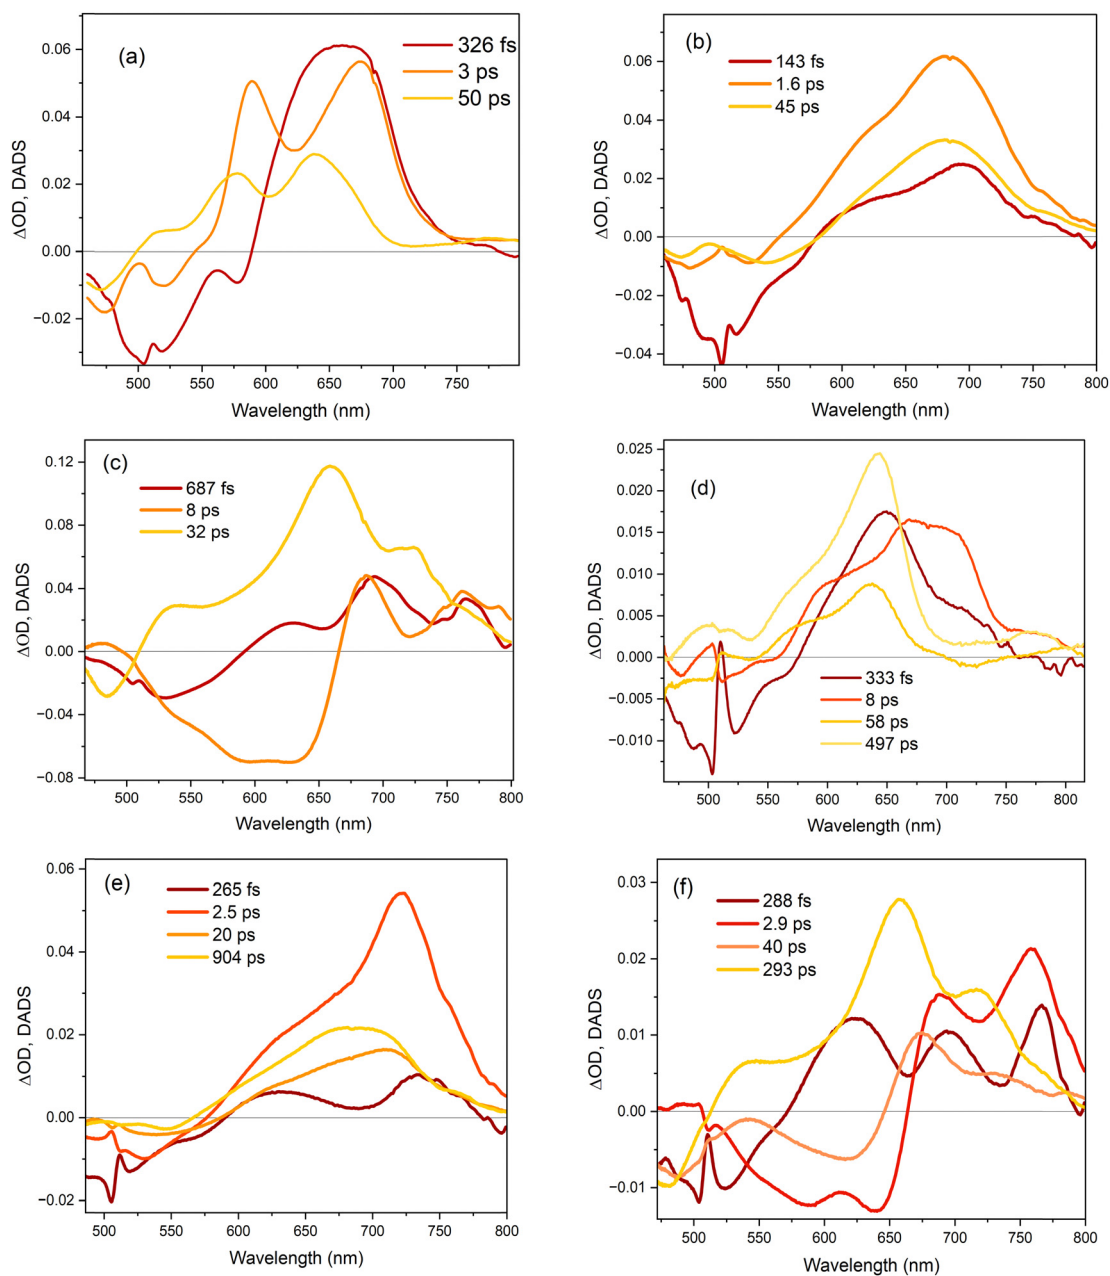 (a)
326 fs
3 ps
50 ps
0.06
0.04
0.02
0.00
−0.02
ΔOD, DADS
500 550 600 650 700 750
Wavelength (nm)
(b)
143 fs
1.6 ps
45 ps
0.06
0.04
0.02
0.00
−0.02
−0.04
ΔOD, DADS
500 550 600 650 700 750 800
Wavelength (nm)
(c)
687 fs
8 ps
32 ps
0.12
0.08
0.04
0.00
−0.04
−0.08
ΔOD, DADS
500 550 600 650 700 750 800
Wavelength (nm)
(d)
0.025
0.020
0.015
0.010
0.005
0.000
−0.005
−0.010
ΔOD, DADS
333 fs
8 ps
58 ps
497 ps
500 550 600 650 700 750 800
Wavelength (nm)
(e)
265 fs
2.5 ps
20 ps
904 ps
0.06
0.04
0.02
0.00
−0.02
ΔOD, DADS
500 550 600 650 700 750 800
Wavelength (nm)
(f)
288 fs
2.9 ps
40 ps
293 ps
0.03
0.02
0.01
0.00
−0.01
ΔOD, DADS
500 550 600 650 700 750 800
Wavelength (nm)